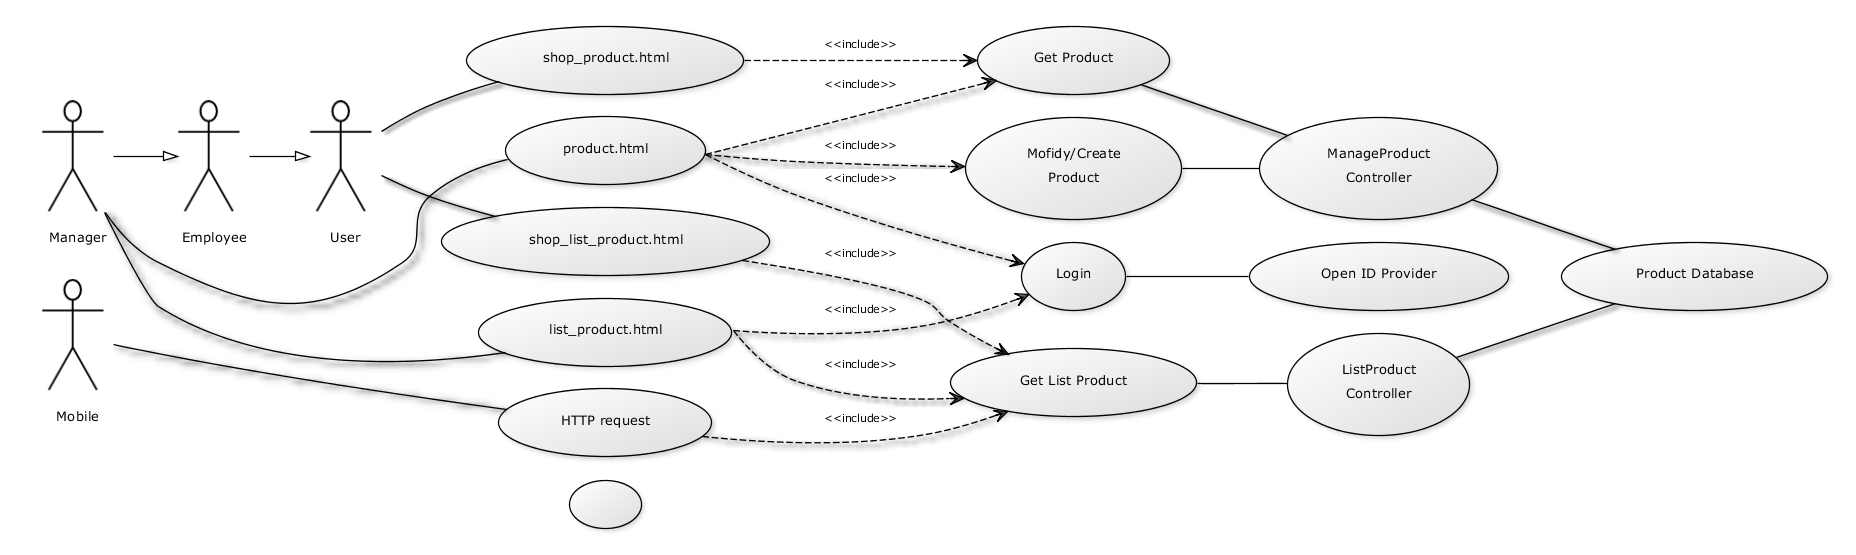 shop_product.html
<<include>>
Get Product
<<include>>
product.html
<<include>>
Mofidy/Create
Product
ManageProduct
Controller
<<include>>
Manager
Employee
User
shop_list_product.html
<<include>>
Login
Open ID Provider
Product Database
<<include>>
list_product.html
<<include>>
Get List Product
ListProduct
Controller
Mobile
HTTP request
<<include>>